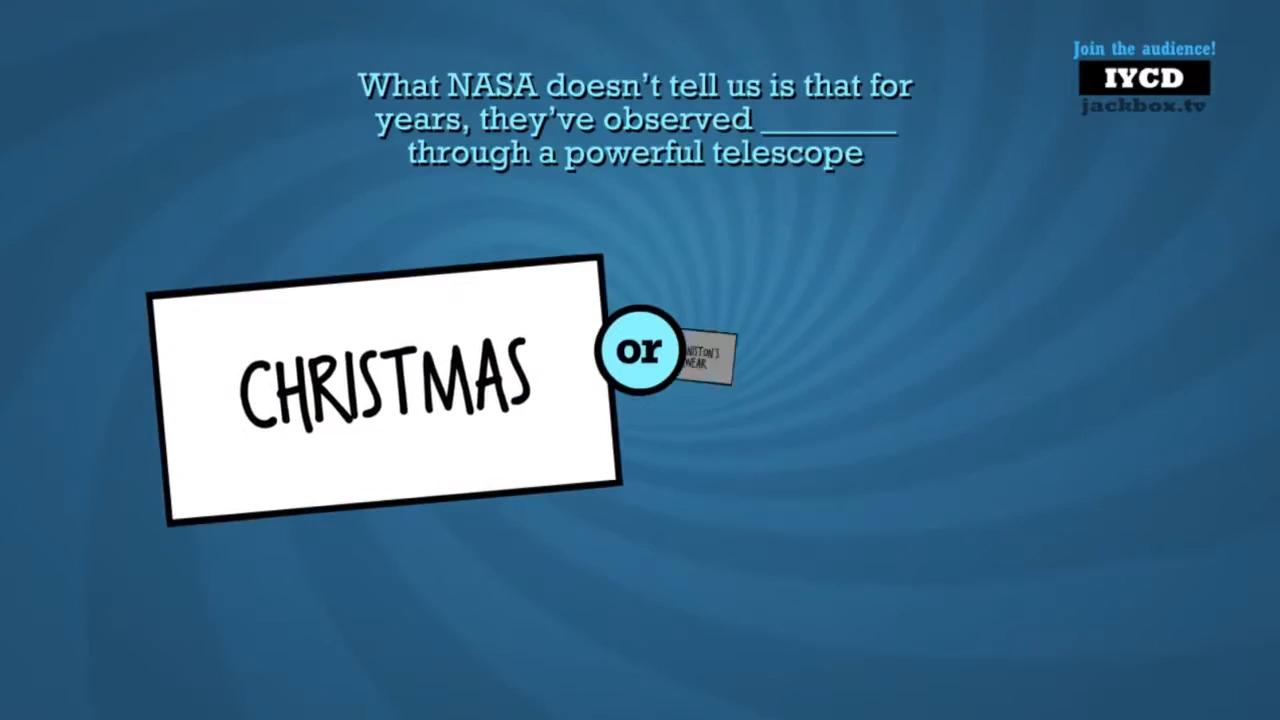 Join the audience!
IYCD
jackbox.tv
What NASA doesn't tell us is that for
years, they've observed ________
through a powerful telescope
CHRISTMAS
or